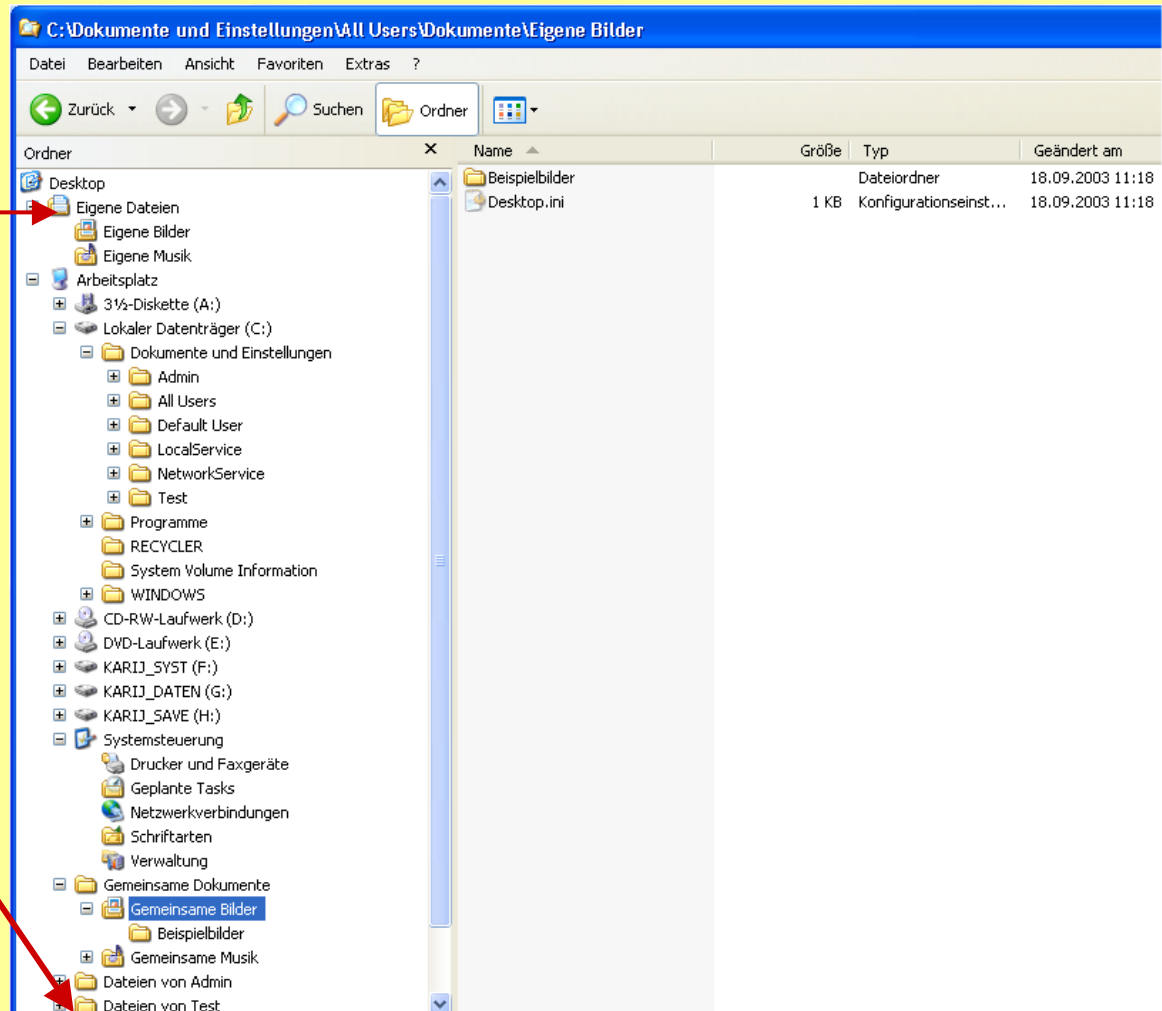 C:\Dokumente und Einstellungen\All Users\Dokumente\Eigene Bilder
Datei Bearbeiten Ansicht Favoriten Extras ?
Zurück Suchen Ordner
Ordner x
Desktop
Eigene Dateien
Eigene Bilder
Eigene Musik
Arbeitsplatz
3½-Diskette (A:)
Lokaler Datenträger (C:)
Dokumente und Einstellungen
Admin
All Users
Default User
LocalService
NetworkService
Test
Programme
RECYCLER
System Volume Information
WINDOWS
CD-RW-Laufwerk (D:)
DVD-Laufwerk (E:)
KARIJ_SYST (F:)
KARIJ_DATEN (G:)
KARIJ_SAVE (H:)
Systemsteuerung
Drucker und Faxgeräte
Geplante Tasks
Netzwerkverbindungen
Schriftarten
Verwaltung
Gemeinsame Dokumente
Gemeinsame Bilder
Beispielbilder
Gemeinsame Musik
Dateien von Admin
Dateien von Test
Name Größe Typ Geändert am
Beispielbilder Dateiordner 18.09.2003 11:18
Desktop.ini 1 KB Konfigurationseinst... 18.09.2003 11:18